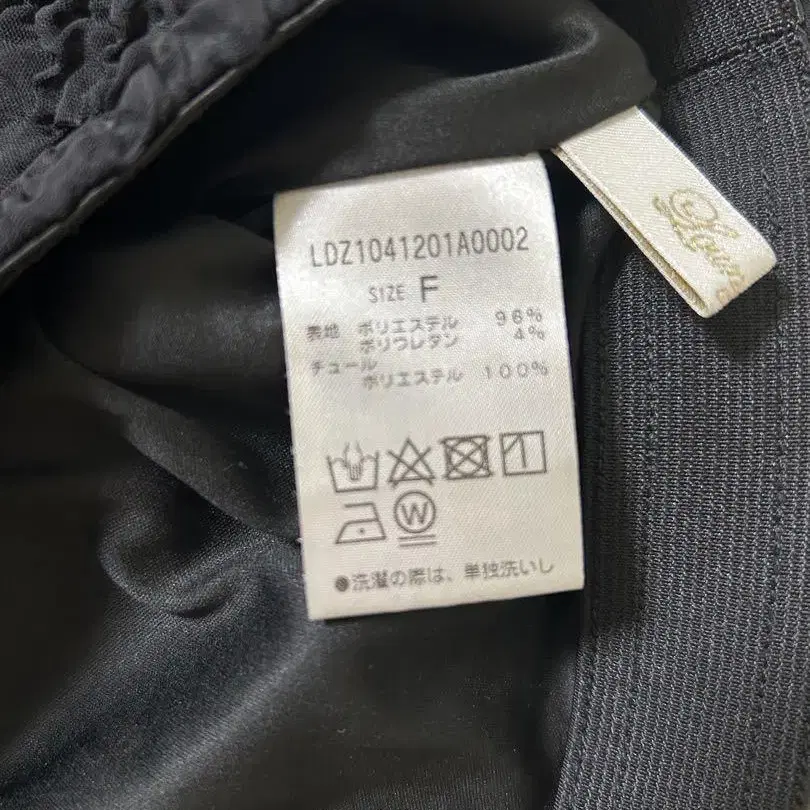 LDZ1041201A0002
SIZE F
表地 ポリエステル 96%
ポリウレタン 4%
チュール
ポリエステル 100%
W
●洗濯の際は、単独洗いし